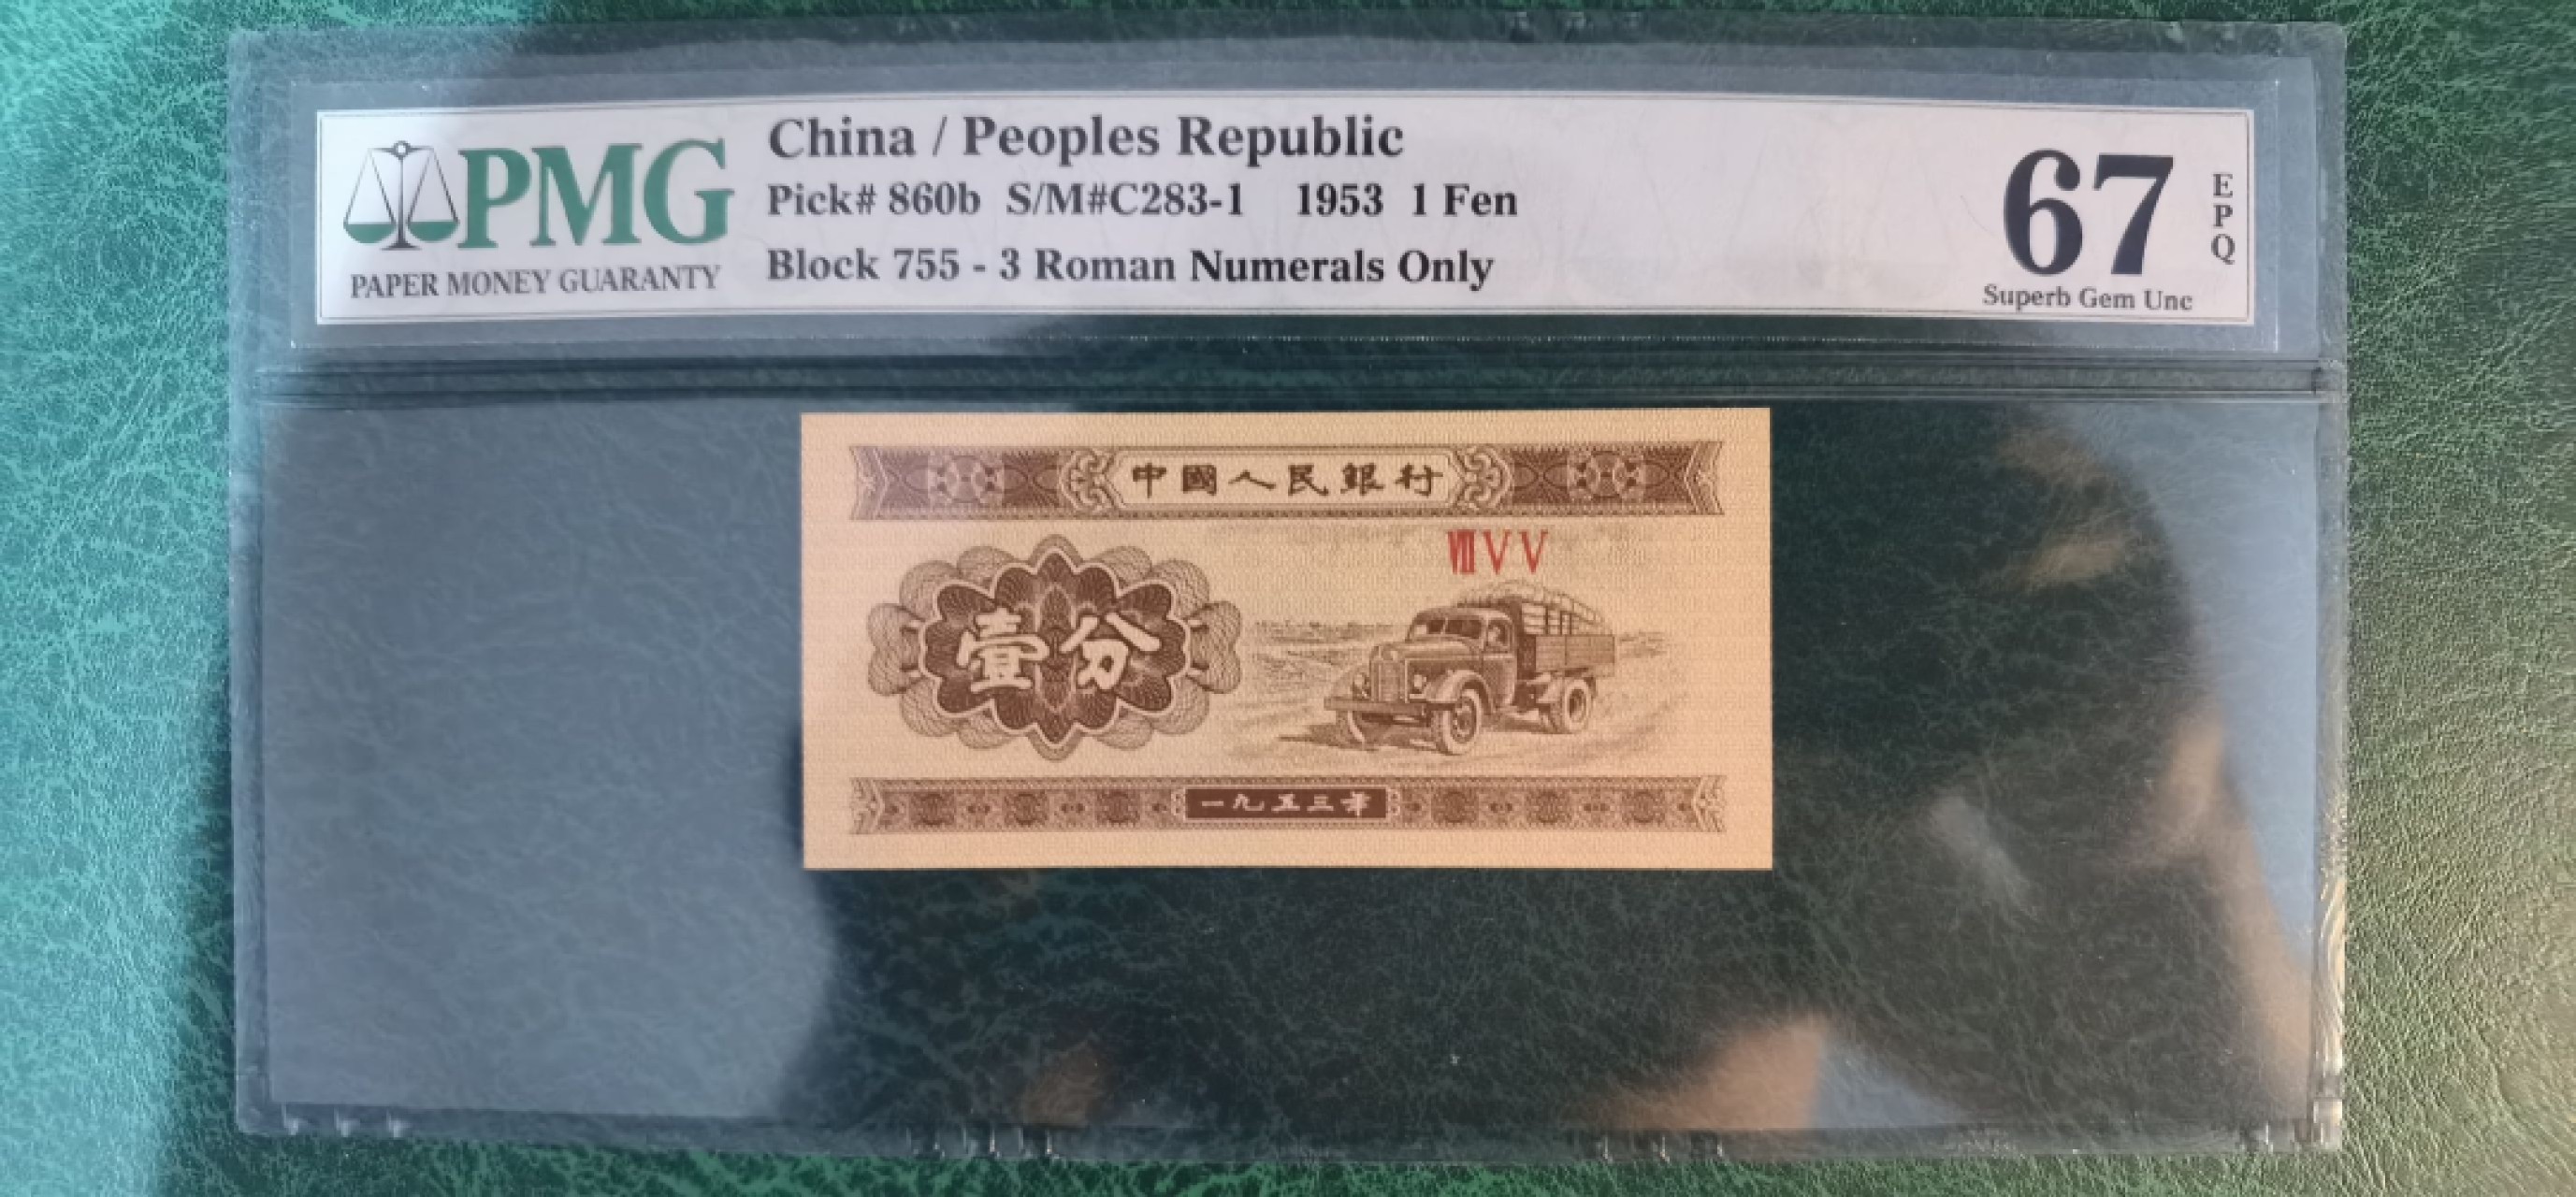 PMG
PAPER MONEY GUARANTY
China / Peoples Republic
Pick# 860b S/M#C283-1 1953 1 Fen
Block 755 - 3 Roman Numerals Only
67
EPQ
Superb Gem Unc
中國人民銀行
Ⅶ Ⅴ Ⅴ
壹分
一九五三年